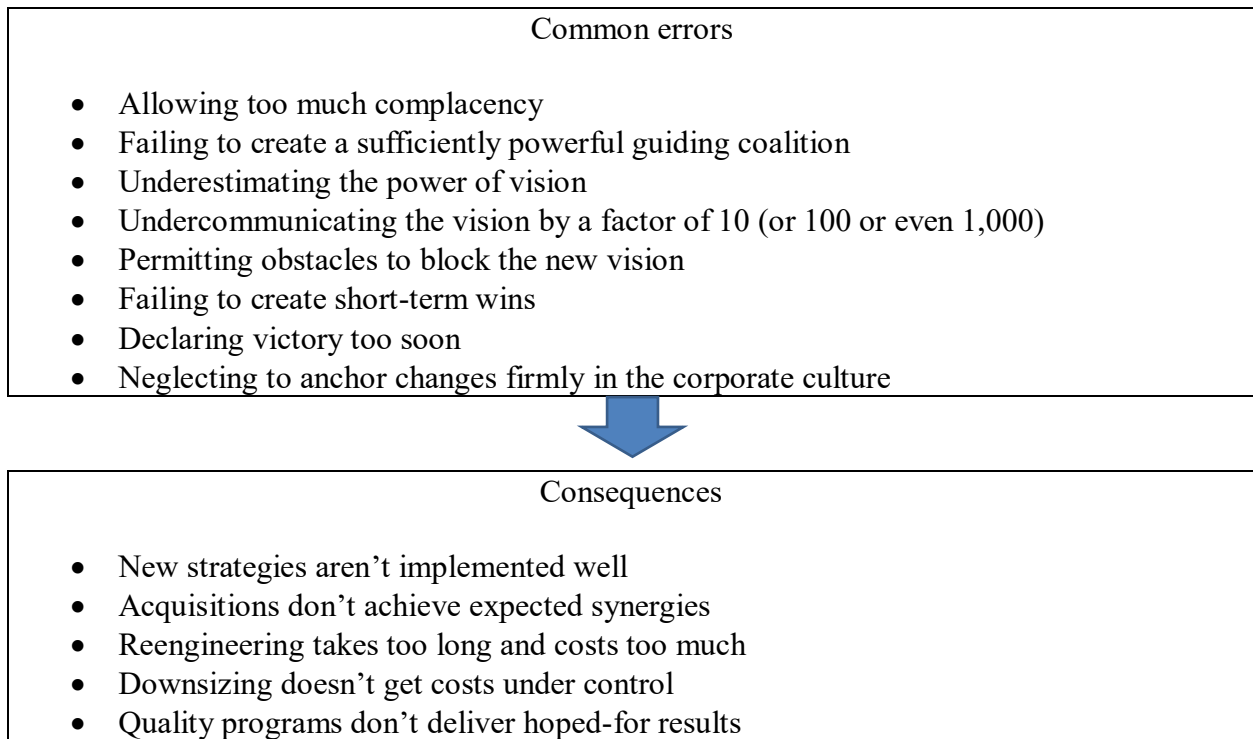 Common errors
• Allowing too much complacency
• Failing to create a sufficiently powerful guiding coalition
• Underestimating the power of vision
• Undercommunicating the vision by a factor of 10 (or 100 or even 1,000)
• Permitting obstacles to block the new vision
• Failing to create short-term wins
• Declaring victory too soon
• Neglecting to anchor changes firmly in the corporate culture
Consequences
• New strategies aren’t implemented well
• Acquisitions don’t achieve expected synergies
• Reengineering takes too long and costs too much
• Downsizing doesn’t get costs under control
• Quality programs don’t deliver hoped-for results